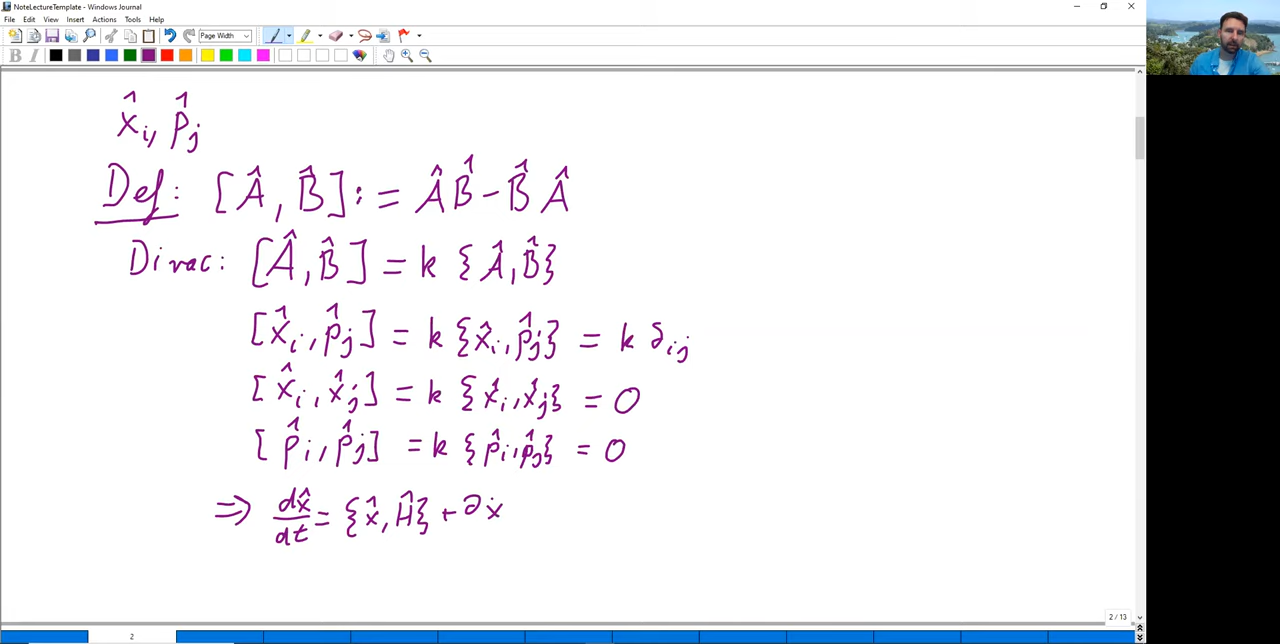 NoteLectureTemplate - Windows Journal
File Edit View Insert Actions Tools Help
Page Width
B I
x̂ᵢ, p̂ⱼ
Def: [Â, B̂] := ÂB̂ - B̂Â
Dirac: [Â, B̂] = k {Â, B̂}
[x̂ᵢ, p̂ⱼ] = k {x̂ᵢ, p̂ⱼ} = k δᵢⱼ
[x̂ᵢ, x̂ⱼ] = k {x̂ᵢ, x̂ⱼ} = 0
[p̂ᵢ, p̂ⱼ] = k {p̂ᵢ, p̂ⱼ} = 0
⇒ dx̂/dt = {x̂, Ĥ} + ∂x
2 / 13
2